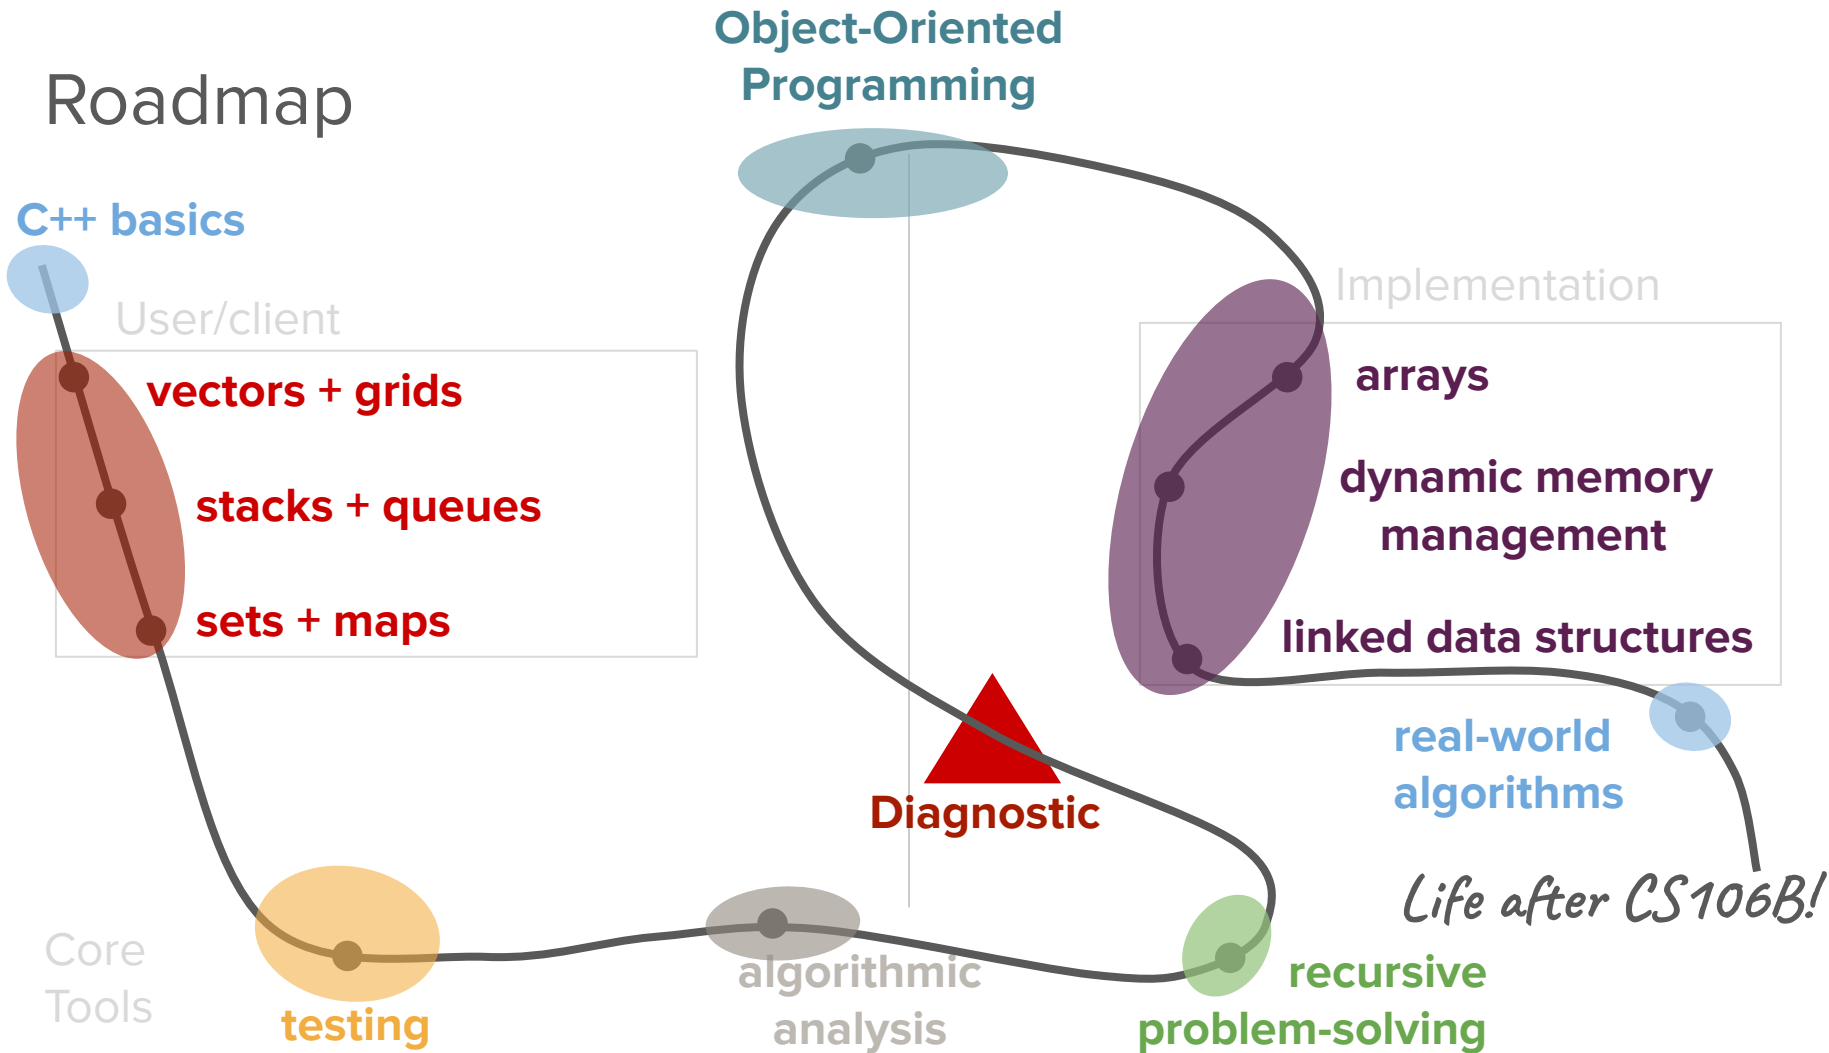 Roadmap
Object-Oriented
Programming
C++ basics
User/client
vectors + grids
stacks + queues
sets + maps
Implementation
arrays
dynamic memory
management
linked data structures
real-world
algorithms
Diagnostic
Life after CS106B!
Core
Tools
testing
algorithmic
analysis
recursive
problem-solving